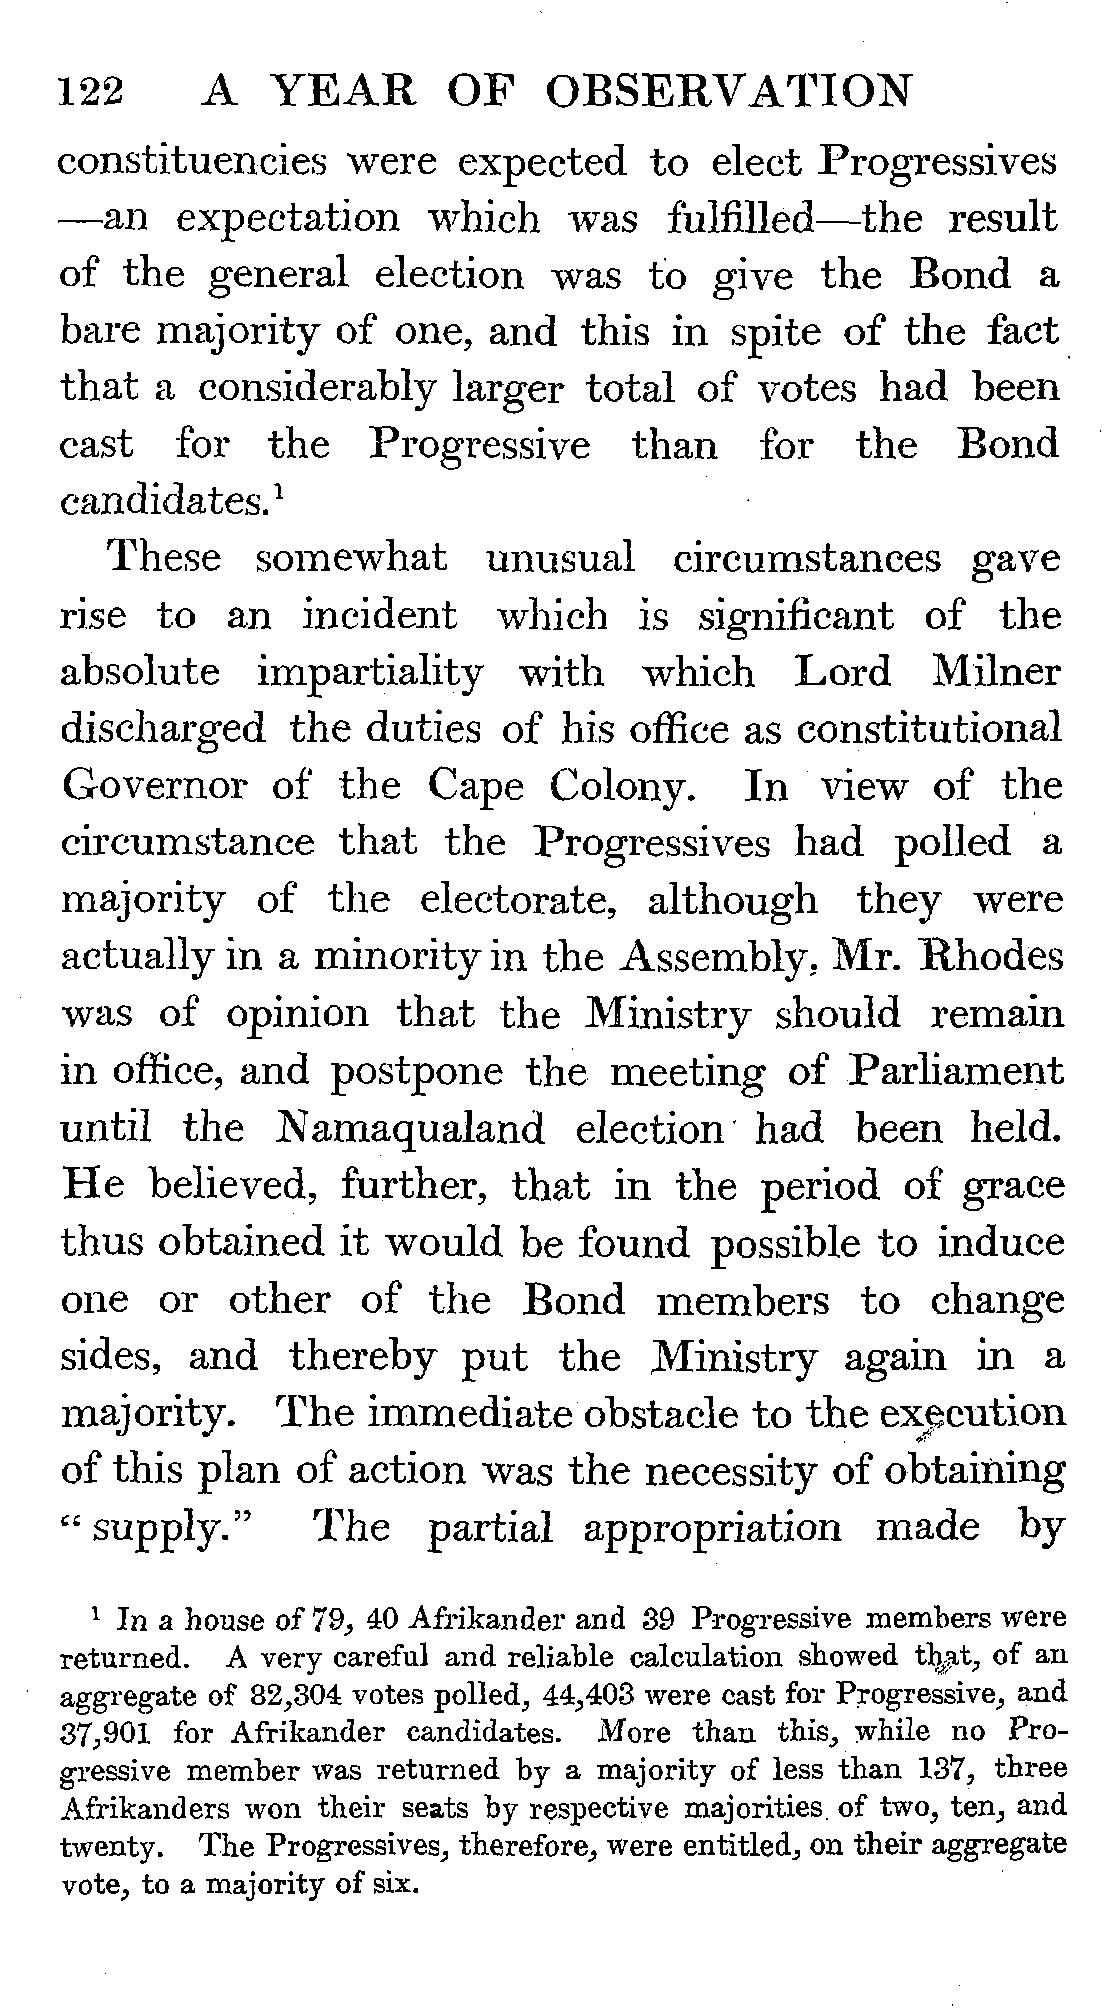 122 A YEAR OF OBSERVATION
constituencies were expected to elect Progressives
—an expectation which was fulfilled—the result
of the general election was to give the Bond a
bare majority of one, and this in spite of the fact
that a considerably larger total of votes had been
cast for the Progressive than for the Bond
candidates.¹
These somewhat unusual circumstances gave
rise to an incident which is significant of the
absolute impartiality with which Lord Milner
discharged the duties of his office as constitutional
Governor of the Cape Colony. In view of the
circumstance that the Progressives had polled a
majority of the electorate, although they were
actually in a minority in the Assembly, Mr. Rhodes
was of opinion that the Ministry should remain
in office, and postpone the meeting of Parliament
until the Namaqualand election had been held.
He believed, further, that in the period of grace
thus obtained it would be found possible to induce
one or other of the Bond members to change
sides, and thereby put the Ministry again in a
majority. The immediate obstacle to the execution
of this plan of action was the necessity of obtaining
“supply.” The partial appropriation made by
¹ In a house of 79, 40 Afrikander and 39 Progressive members were
returned. A very careful and reliable calculation showed that, of an
aggregate of 82,304 votes polled, 44,403 were cast for Progressive, and
37,901 for Afrikander candidates. More than this, while no Pro-
gressive member was returned by a majority of less than 137, three
Afrikanders won their seats by respective majorities of two, ten, and
twenty. The Progressives, therefore, were entitled, on their aggregate
vote, to a majority of six.